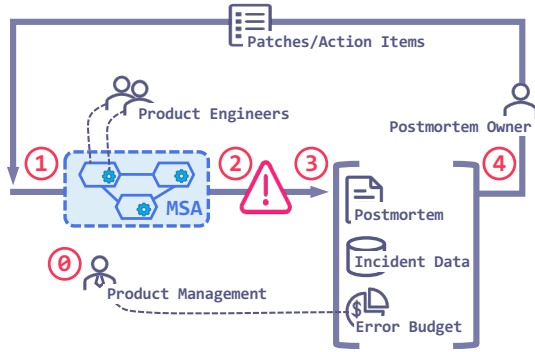 Patches/Action Items
Product Engineers
Postmortem Owner
1
2
3
4
MSA
!
Postmortem
0
Incident Data
Product Management
$
Error Budget